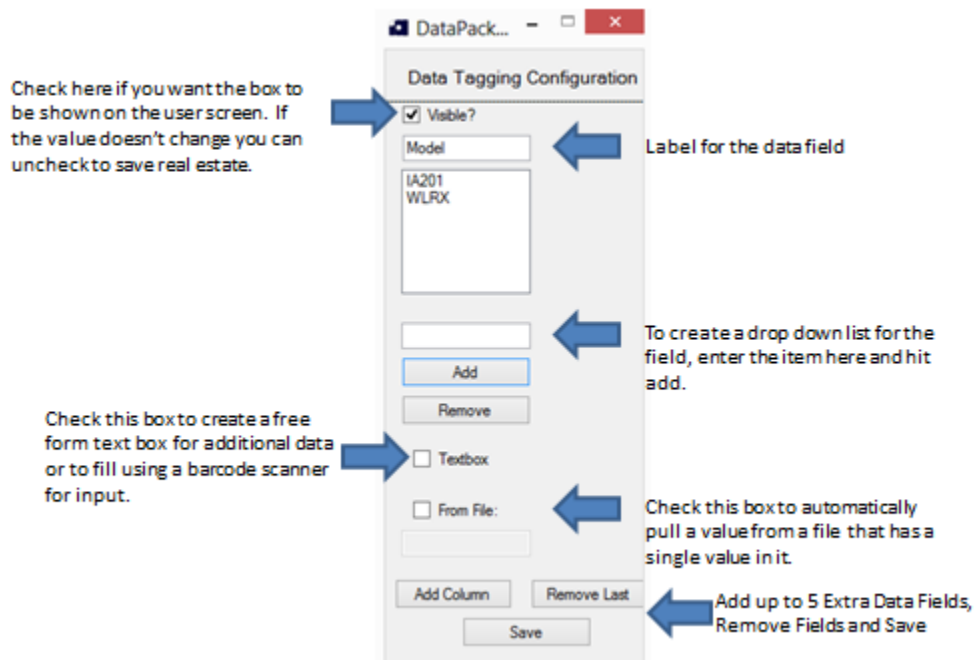 DataPack...
Data Tagging Configuration
Check here if you want the box to
be shown on the user screen. If
the value doesn't change you can
uncheck to save real estate.
Visible?
Model
Label for the data field
IA201
WLRX
To create a drop down list for the
field, enter the item here and hit
add.
Add
Remove
Check this box to create a free
form text box for additional data
or to fill using a barcode scanner
for input.
Textbox
From File:
Check this box to automatically
pull a value from a file that has a
single value in it.
Add Column
Remove Last
Save
Add up to 5 Extra Data Fields,
Remove Fields and Save